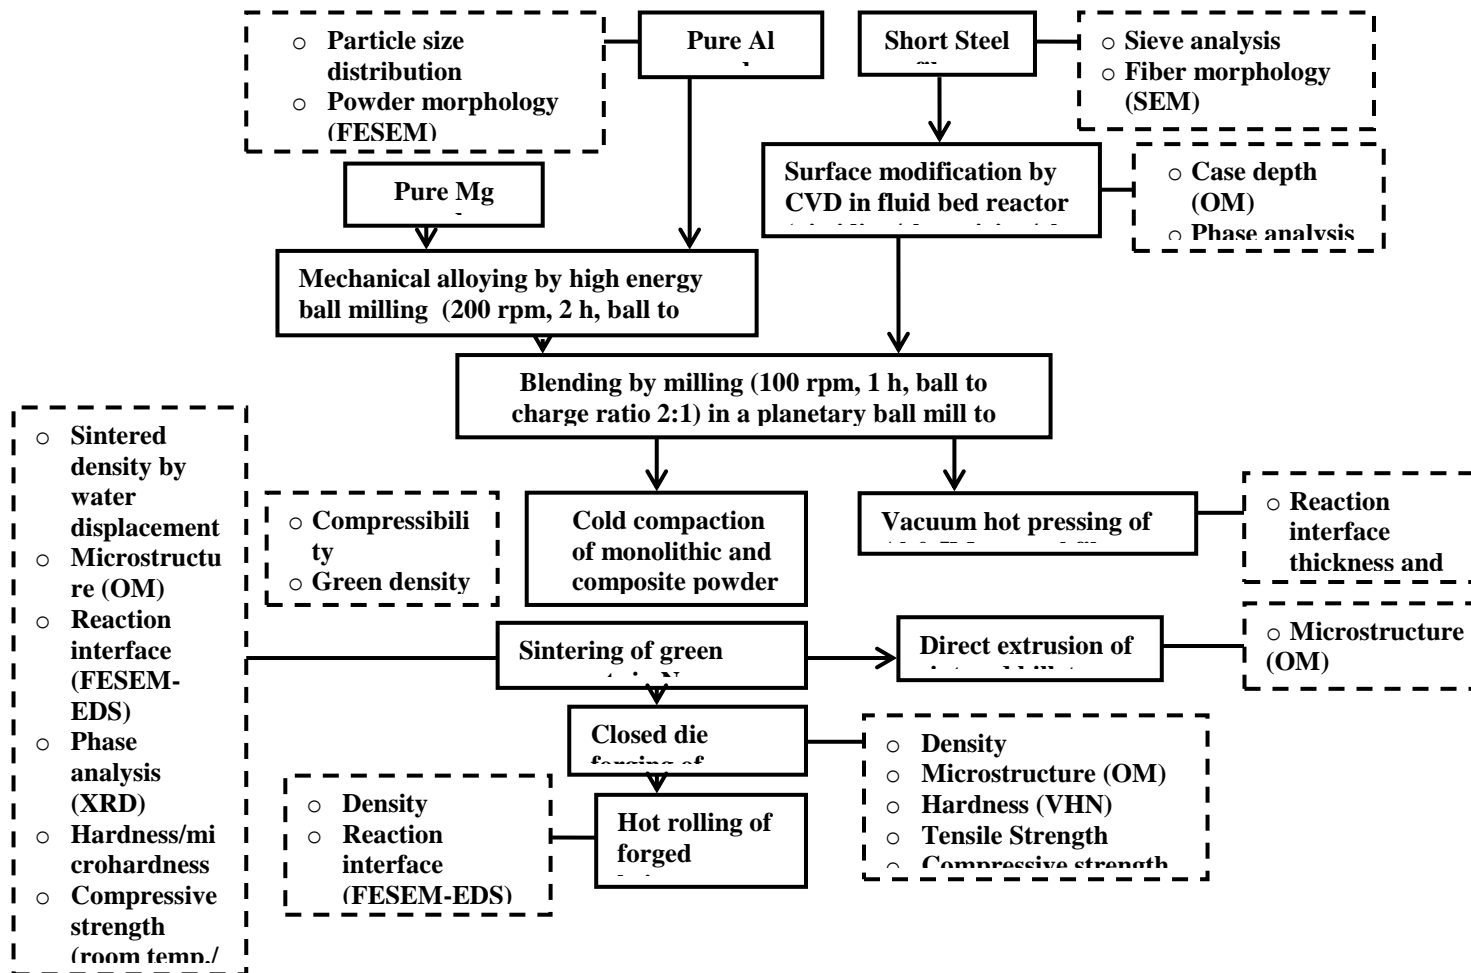 ○ Particle size
distribution
○ Powder morphology
(FESEM)
Pure Al
Short Steel
○ Sieve analysis
○ Fiber morphology
(SEM)
Pure Mg
Surface modification by
CVD in fluid bed reactor
○ Case depth
(OM)
○ Phase analysis
Mechanical alloying by high energy
ball milling (200 rpm, 2 h, ball to
Blending by milling (100 rpm, 1 h, ball to
charge ratio 2:1) in a planetary ball mill to
○ Sintered
density by
water
displacement
○ Microstructu
re (OM)
○ Reaction
interface
(FESEM-
EDS)
○ Phase
analysis
(XRD)
○ Hardness/mi
crohardness
○ Compressive
strength
(room temp./
○ Compressibili
ty
○ Green density
Cold compaction
of monolithic and
composite powder
Vacuum hot pressing of
○ Reaction
interface
thickness and
Sintering of green
Direct extrusion of
○ Microstructure
(OM)
Closed die
forging of
○ Density
○ Microstructure (OM)
○ Hardness (VHN)
○ Tensile Strength
○ Compressive strength
○ Density
○ Reaction
interface
(FESEM-EDS)
Hot rolling of
forged